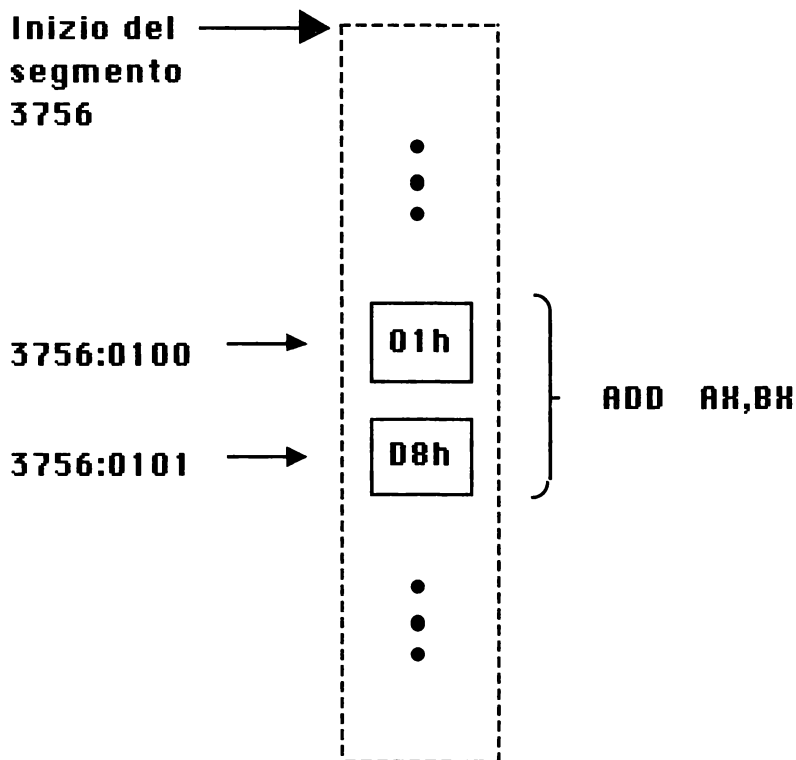 Inizio del
segmento
3756
3756:0100
01h
ADD AX,BX
3756:0101
D8h